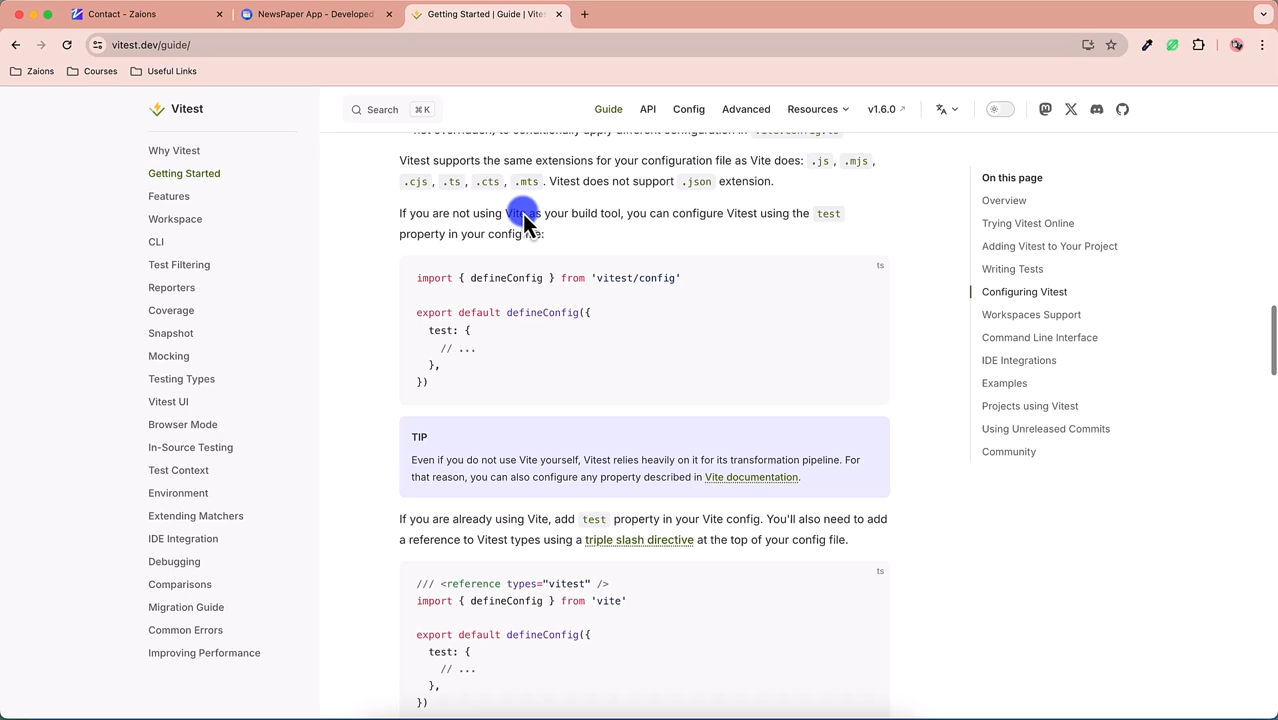 Contact - Zaions
NewsPaper App - Developed
Getting Started | Guide | Vites
vitest.dev/guide/
Zaions
Courses
Useful Links
Vitest
Search ⌘K
Guide
API
Config
Advanced
Resources
v1.6.0
Why Vitest
Getting Started
Features
Workspace
CLI
Test Filtering
Reporters
Coverage
Snapshot
Mocking
Testing Types
Vitest UI
Browser Mode
In-Source Testing
Test Context
Environment
Extending Matchers
IDE Integration
Debugging
Comparisons
Migration Guide
Common Errors
Improving Performance
not overridden, to conditionally apply different configuration in vite.config.ts
Vitest supports the same extensions for your configuration file as Vite does: .js , .mjs ,
.cjs , .ts , .cts , .mts . Vitest does not support .json extension.
If you are not using Vite as your build tool, you can configure Vitest using the test
property in your config file:
ts
import { defineConfig } from 'vitest/config'
export default defineConfig({
test: {
// ...
},
})
TIP
Even if you do not use Vite yourself, Vitest relies heavily on it for its transformation pipeline. For
that reason, you can also configure any property described in Vite documentation.
If you are already using Vite, add test property in your Vite config. You'll also need to add
a reference to Vitest types using a triple slash directive at the top of your config file.
ts
/// <reference types="vitest" />
import { defineConfig } from 'vite'
export default defineConfig({
test: {
// ...
},
})
On this page
Overview
Trying Vitest Online
Adding Vitest to Your Project
Writing Tests
Configuring Vitest
Workspaces Support
Command Line Interface
IDE Integrations
Examples
Projects using Vitest
Using Unreleased Commits
Community